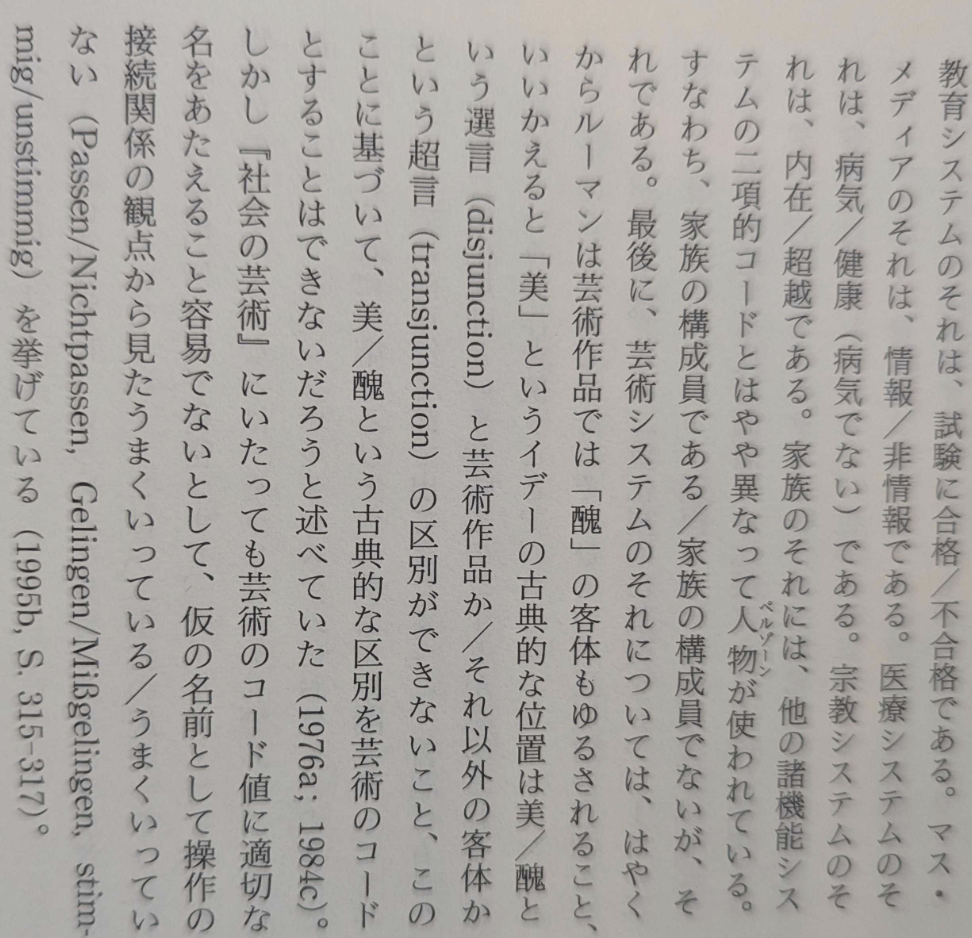 教育システムのそれは、試験に合格／不合格である。マス・
メディアのそれは、情報／非情報である。医療システムのそ
れは、病気／健康（病気でない）である。宗教システムのそ
れは、内在／超越である。家族のそれには、他の諸機能シス
テムの二項的コードとはやや異なって人物が使われている。
ペルゾーン
すなわち、家族の構成員である／家族の構成員でないが、そ
れである。最後に、芸術システムのそれについては、はやく
からルーマンは芸術作品では「醜」の客体もゆるされること、
いいかえると「美」というイデーの古典的な位置は美／醜と
いう選言（disjunction）と芸術作品か／それ以外の客体か
という超言（transjunction）の区別ができないこと、この
ことに基づいて、美／醜という古典的な区別を芸術のコード
とすることはできないだろうと述べていた（1976a; 1984c）。
しかし『社会の芸術』にいたっても芸術のコード値に適切な
名をあたえること容易でないとして、仮の名前として操作の
接続関係の観点から見たうまくいっている／うまくいってい
ない（Passen/Nichtpassen, Gelingen/Mißgelingen, stim-
mig/unstimmig）を挙げている（1995b, S. 315-317）。